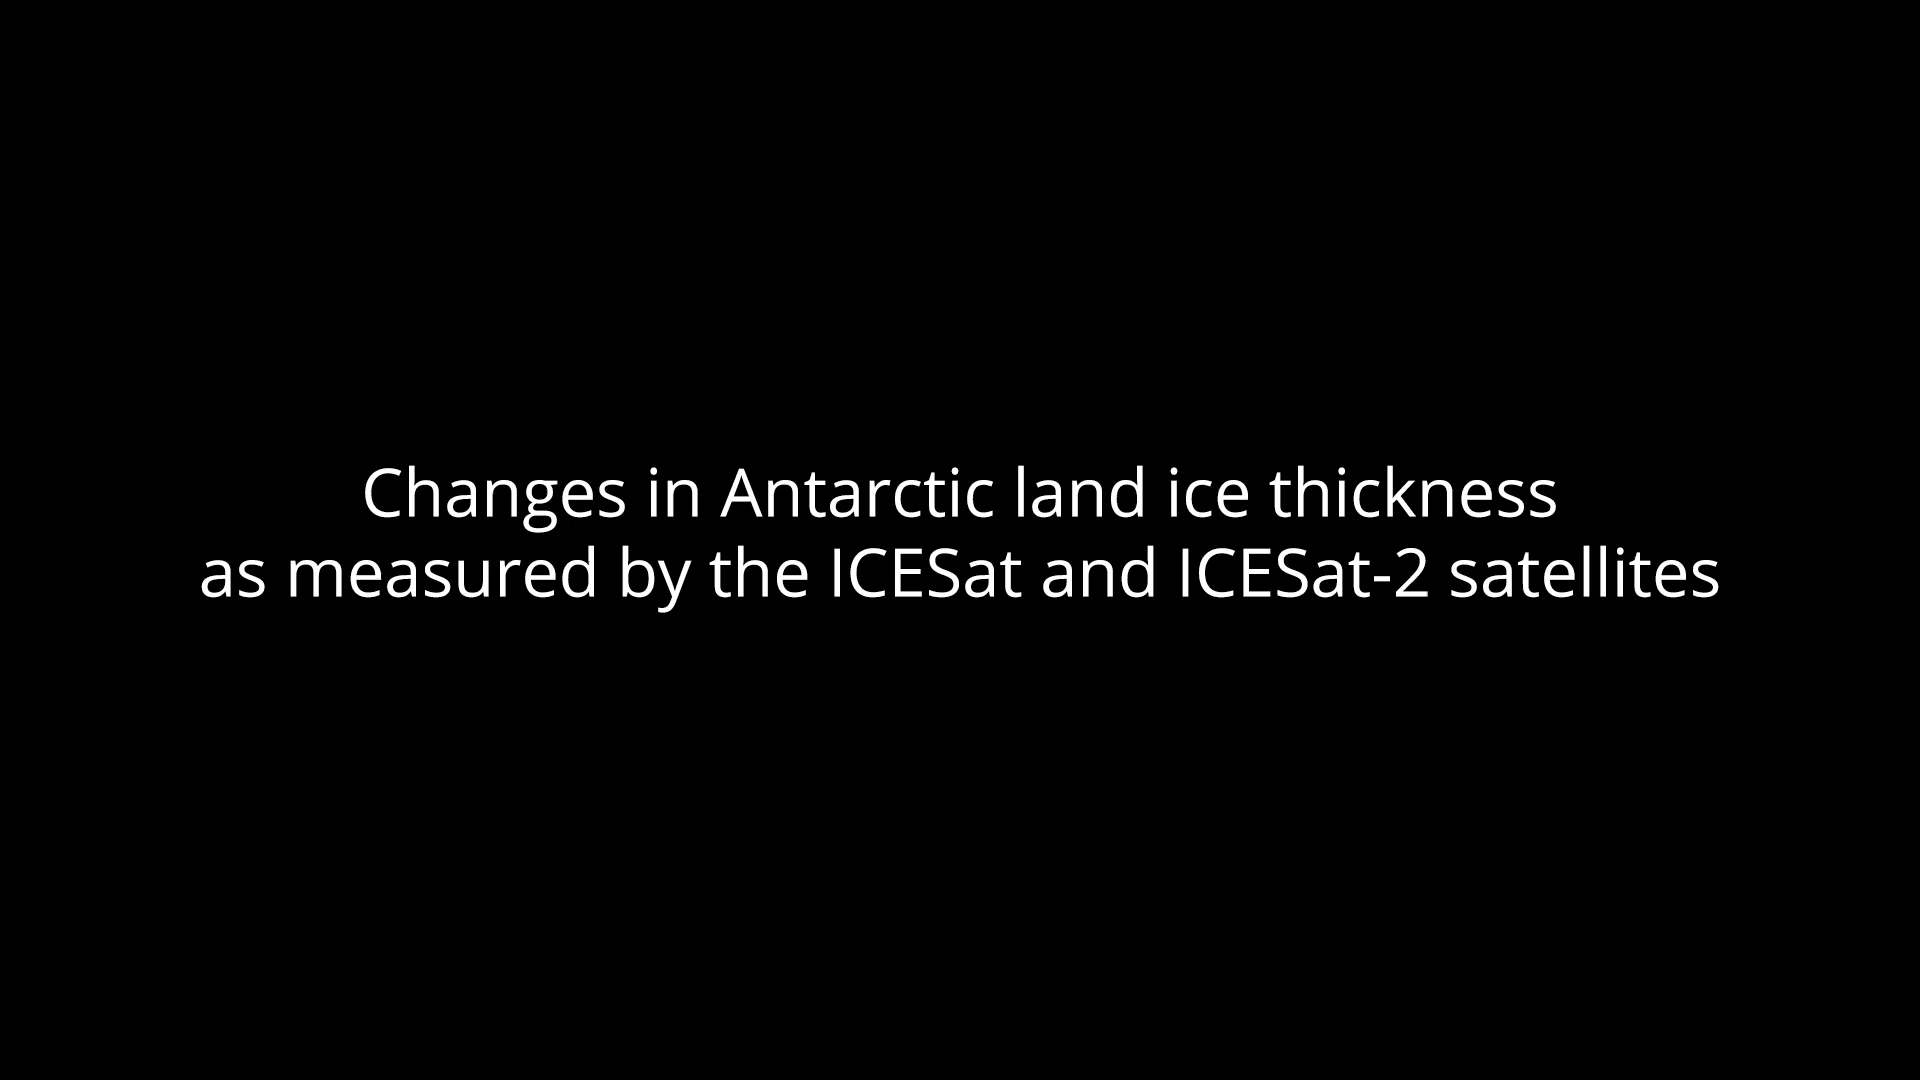 Changes in Antarctic land ice thickness
as measured by the ICESat and ICESat-2 satellites